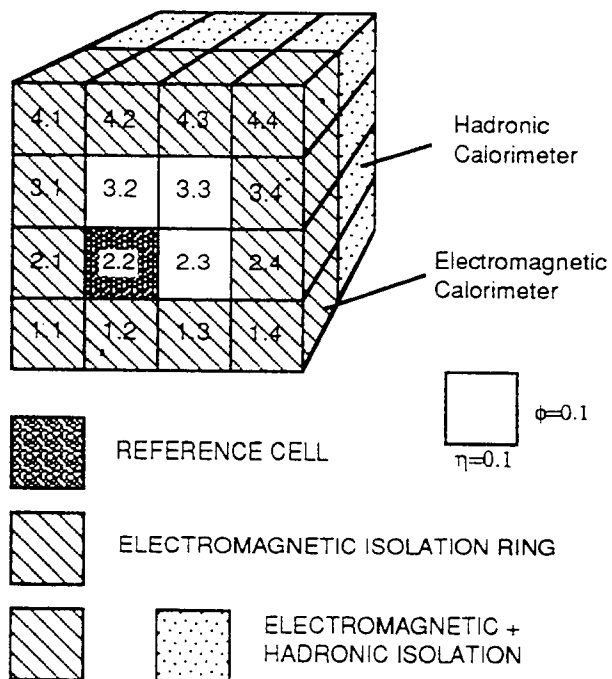 4.1 4.2 4.3 4.4
Hadronic
Calorimeter
3.1 3.2 3.3 3.4
2.1 2.2 2.3 2.4
Electromagnetic
Calorimeter
1.1 1.2 1.3 1.4
ϕ=0.1
η=0.1
REFERENCE CELL
ELECTROMAGNETIC ISOLATION RING
ELECTROMAGNETIC +
HADRONIC ISOLATION